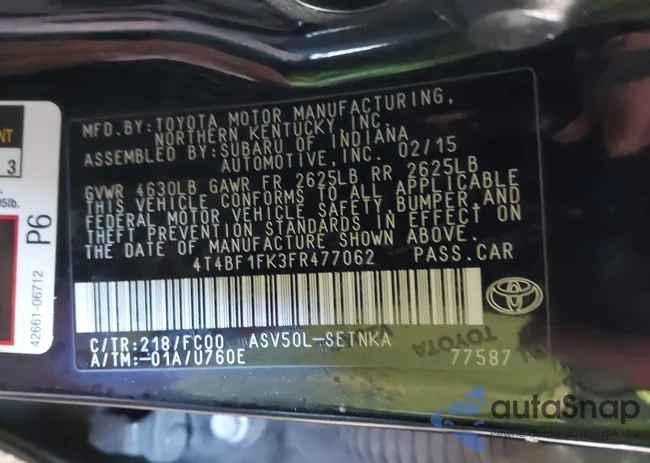 MFD.BY:TOYOTA MOTOR MANUFACTURING,
NORTHERN KENTUCKY, INC.
ASSEMBLED BY:SUBARU OF INDIANA
AUTOMOTIVE,INC. 02/15
GVWR 4630LB GAWR FR 2625LB RR 2625LB
THIS VEHICLE CONFORMS TO ALL APPLICABLE
FEDERAL MOTOR VEHICLE SAFETY, BUMPER, AND
THEFT PREVENTION STANDARDS IN EFFECT ON
THE DATE OF MANUFACTURE SHOWN ABOVE.
4T4BF1FK3FR477062 PASS.CAR
C/TR:218/FC00 ASV50L-SETNKA
A/TM:-01A/U760E 77587
TOYOTA
3
P6
42661-06712
autaSnap